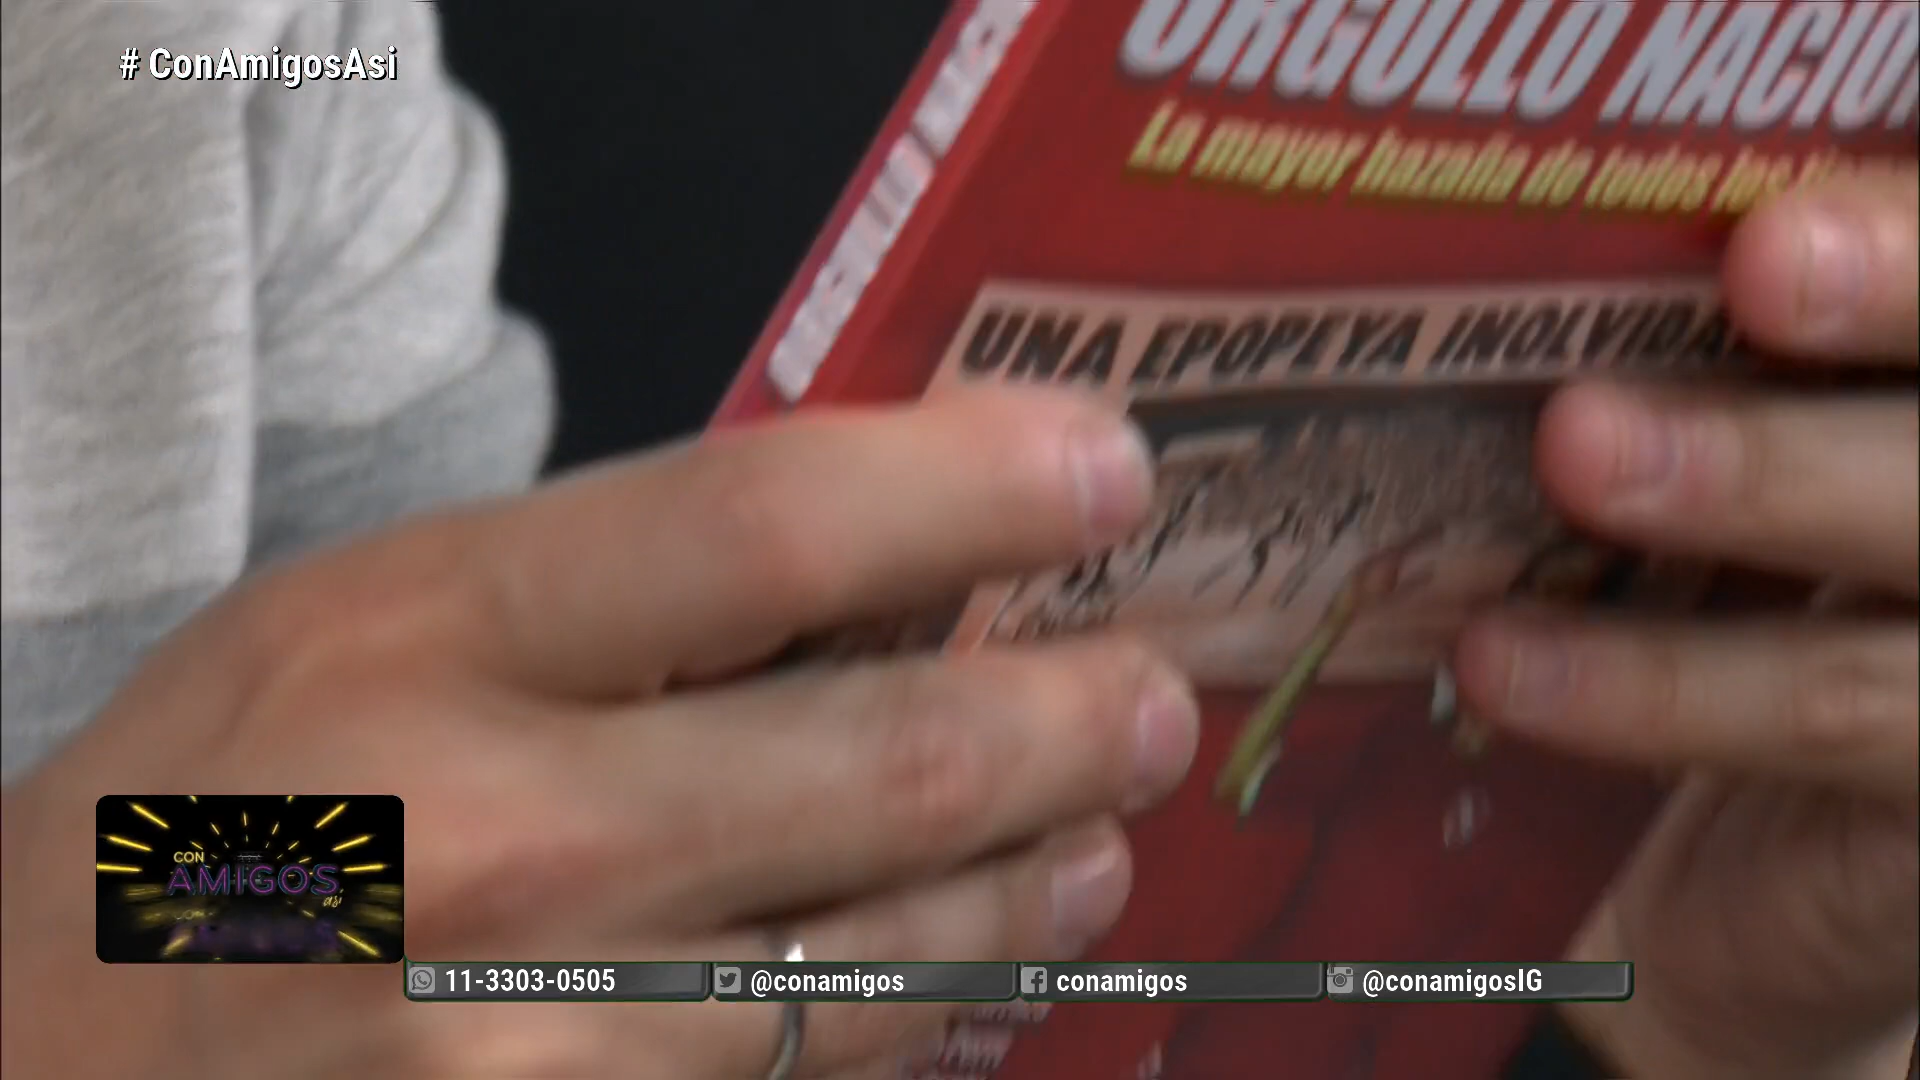 # ConAmigosAsi
ORGULLO NACIO
La mayor hazaña de todos los
UNA EPOPEYA INOLVIDA
CON
AMIGOS
asi
11-3303-0505
@conamigos
conamigos
@conamigosIG